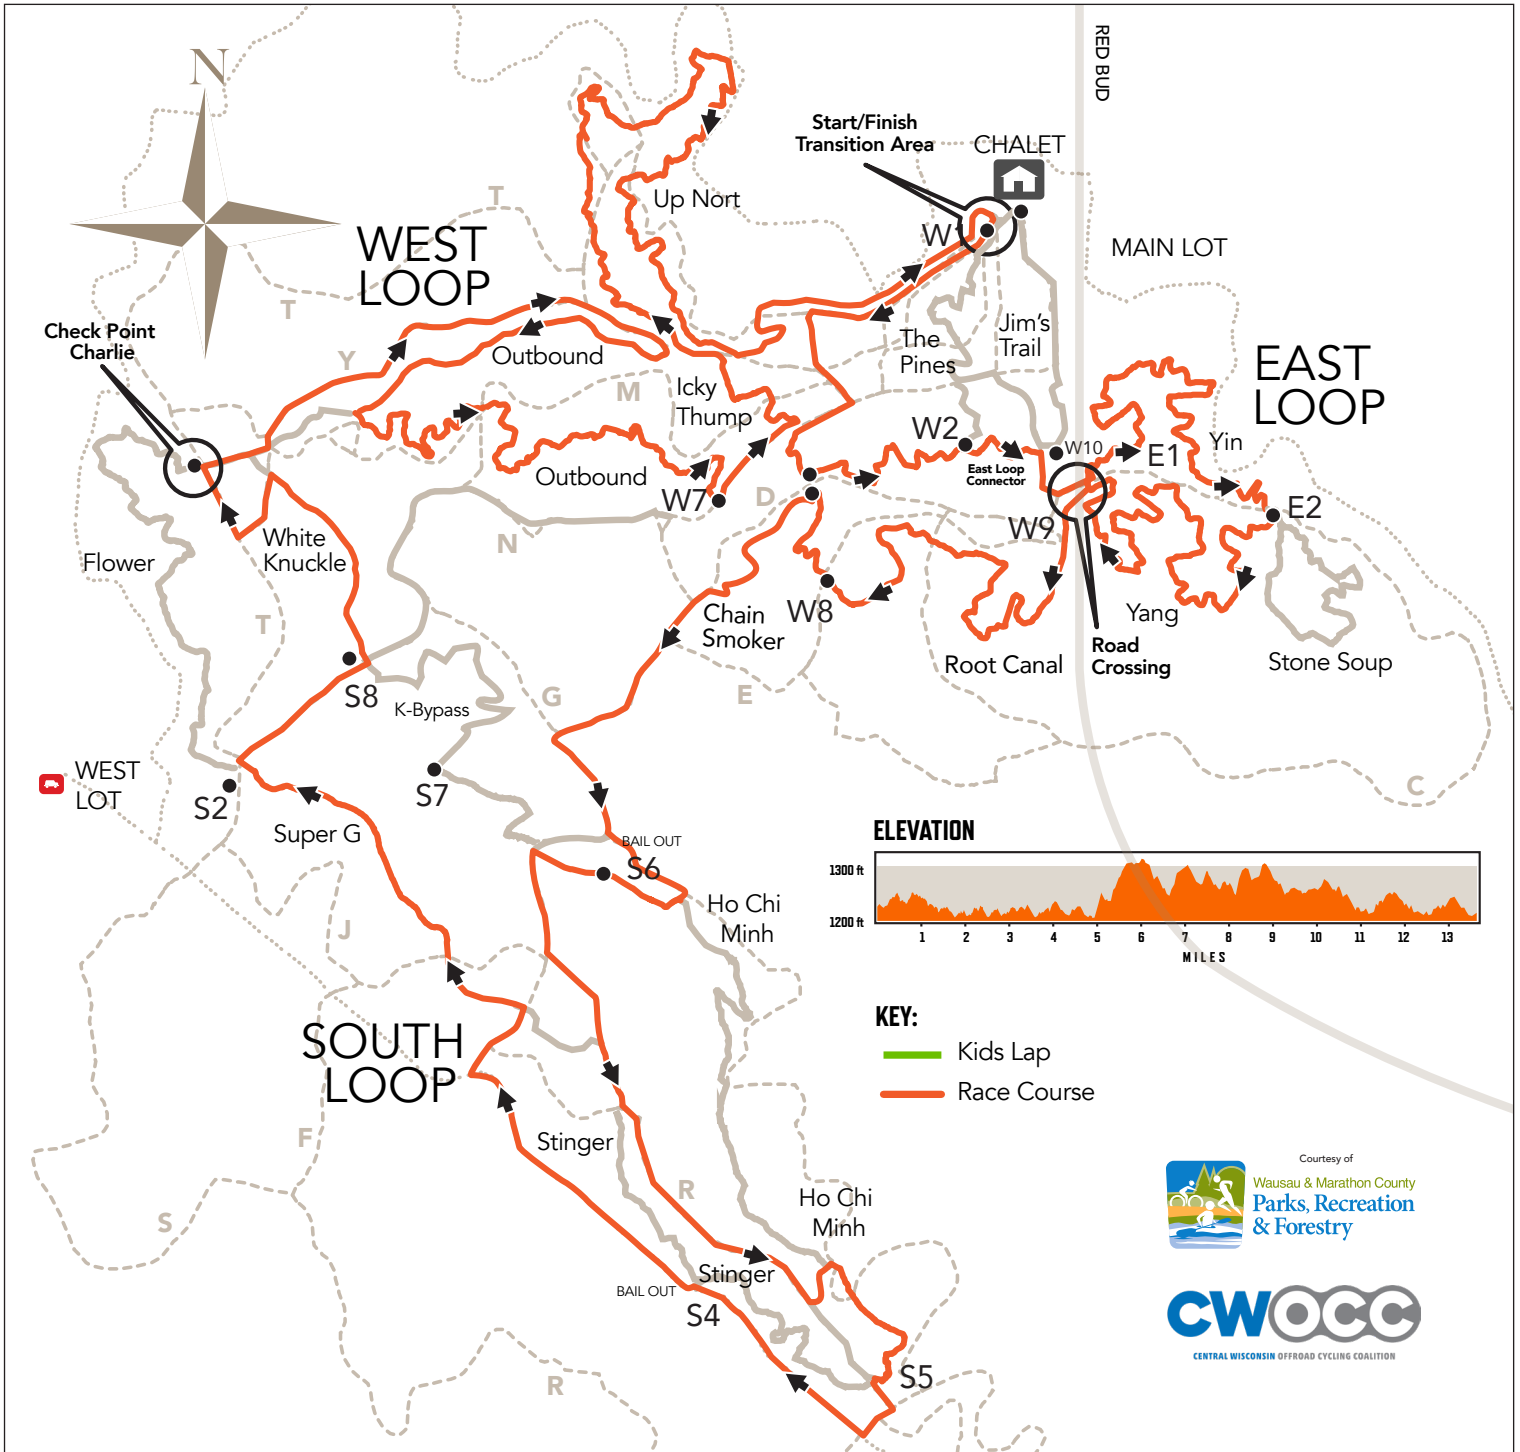 N
RED BUD
Start/Finish
Transition Area
CHALET
T
Up Nort
W1
WEST
LOOP
MAIN LOT
T
Check Point
Charlie
The
Pines
Jim's
Trail
Y
Outbound
EAST
LOOP
M
Icky
Thump
W2
East Loop
Connector
W10
E1
Yin
Outbound
W7
D
W9
E2
N
White
Knuckle
Flower
T
Chain
Smoker
W8
Yang
Root Canal
Road
Crossing
Stone Soup
S8
K-Bypass
G
E
WEST
LOT
S2
S7
C
Super G
BAIL OUT
S6
ELEVATION
1300 ft
1200 ft
1 2 3 4 5 6 7 8 9 10 11 12 13
MILES
Ho Chi
Minh
J
SOUTH
LOOP
KEY:
Kids Lap
Race Course
F
Stinger
R
S
Ho Chi
Minh
Stinger
BAIL OUT
S4
S5
R
Courtesy of
Wausau & Marathon County
Parks, Recreation
& Forestry
CWOCC
CENTRAL WISCONSIN OFFROAD CYCLING COALITION